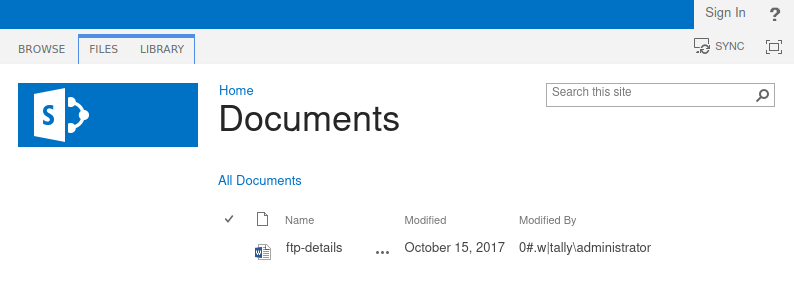 Sign In ?
BROWSE FILES LIBRARY SYNC
S
Home
Search this site
Documents
All Documents
Name Modified Modified By
ftp-details ... October 15, 2017 0#.w|tally\administrator